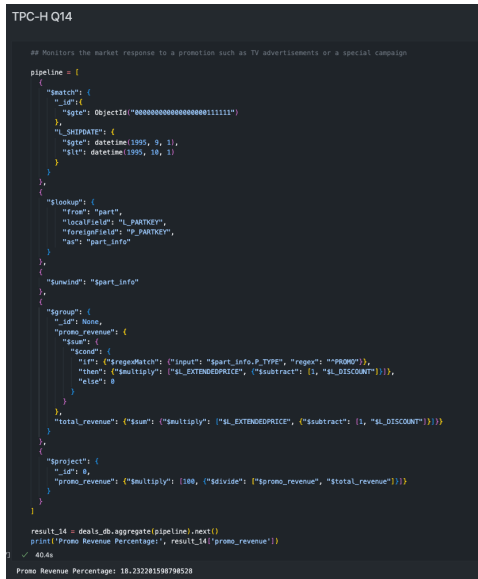 TPC-H Q14
## Monitors the market response to a promotion such as TV advertisements or a special campaign
pipeline = [
{
"$match": {
"_id":{
"$gte": ObjectId("000000000000000000111111")
},
"L_SHIPDATE": {
"$gte": datetime(1995, 9, 1),
"$lt": datetime(1995, 10, 1)
}
}
},
{
"$lookup": {
"from": "part",
"localField": "L_PARTKEY",
"foreignField": "P_PARTKEY",
"as": "part_info"
}
},
{
"$unwind": "$part_info"
},
{
"$group": {
"_id": None,
"promo_revenue": {
"$sum": {
"$cond": {
"if": {"$regexMatch": {"input": "$part_info.P_TYPE", "regex": "^PROMO"}},
"then": {"$multiply": ["$L_EXTENDEDPRICE", {"$subtract": [1, "$L_DISCOUNT"]}]},
"else": 0
}
}
},
"total_revenue": {"$sum": {"$multiply": ["$L_EXTENDEDPRICE", {"$subtract": [1, "$L_DISCOUNT"]}]}}
}
},
{
"$project": {
"_id": 0,
"promo_revenue": {"$multiply": [100, {"$divide": ["$promo_revenue", "$total_revenue"]}]}
}
}
]
result_14 = deals_db.aggregate(pipeline).next()
print('Promo Revenue Percentage:', result_14['promo_revenue'])
✓ 40.4s
Promo Revenue Percentage: 18.232201598790528